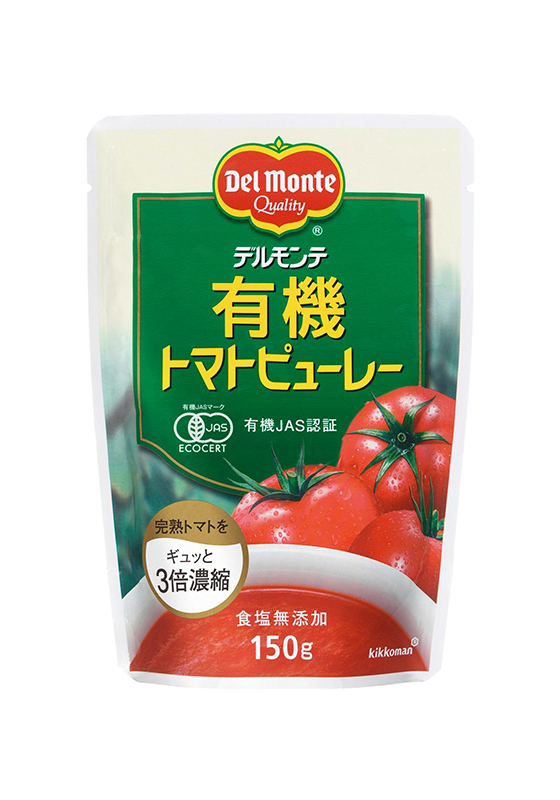 Del Monte
Quality
®
デルモンテ
有機
トマトピューレー
有機JASマーク
JAS
ECOCERT
有機JAS認証
完熟トマトを
ギュッと
3倍濃縮
食塩無添加
150g
kikkoman®